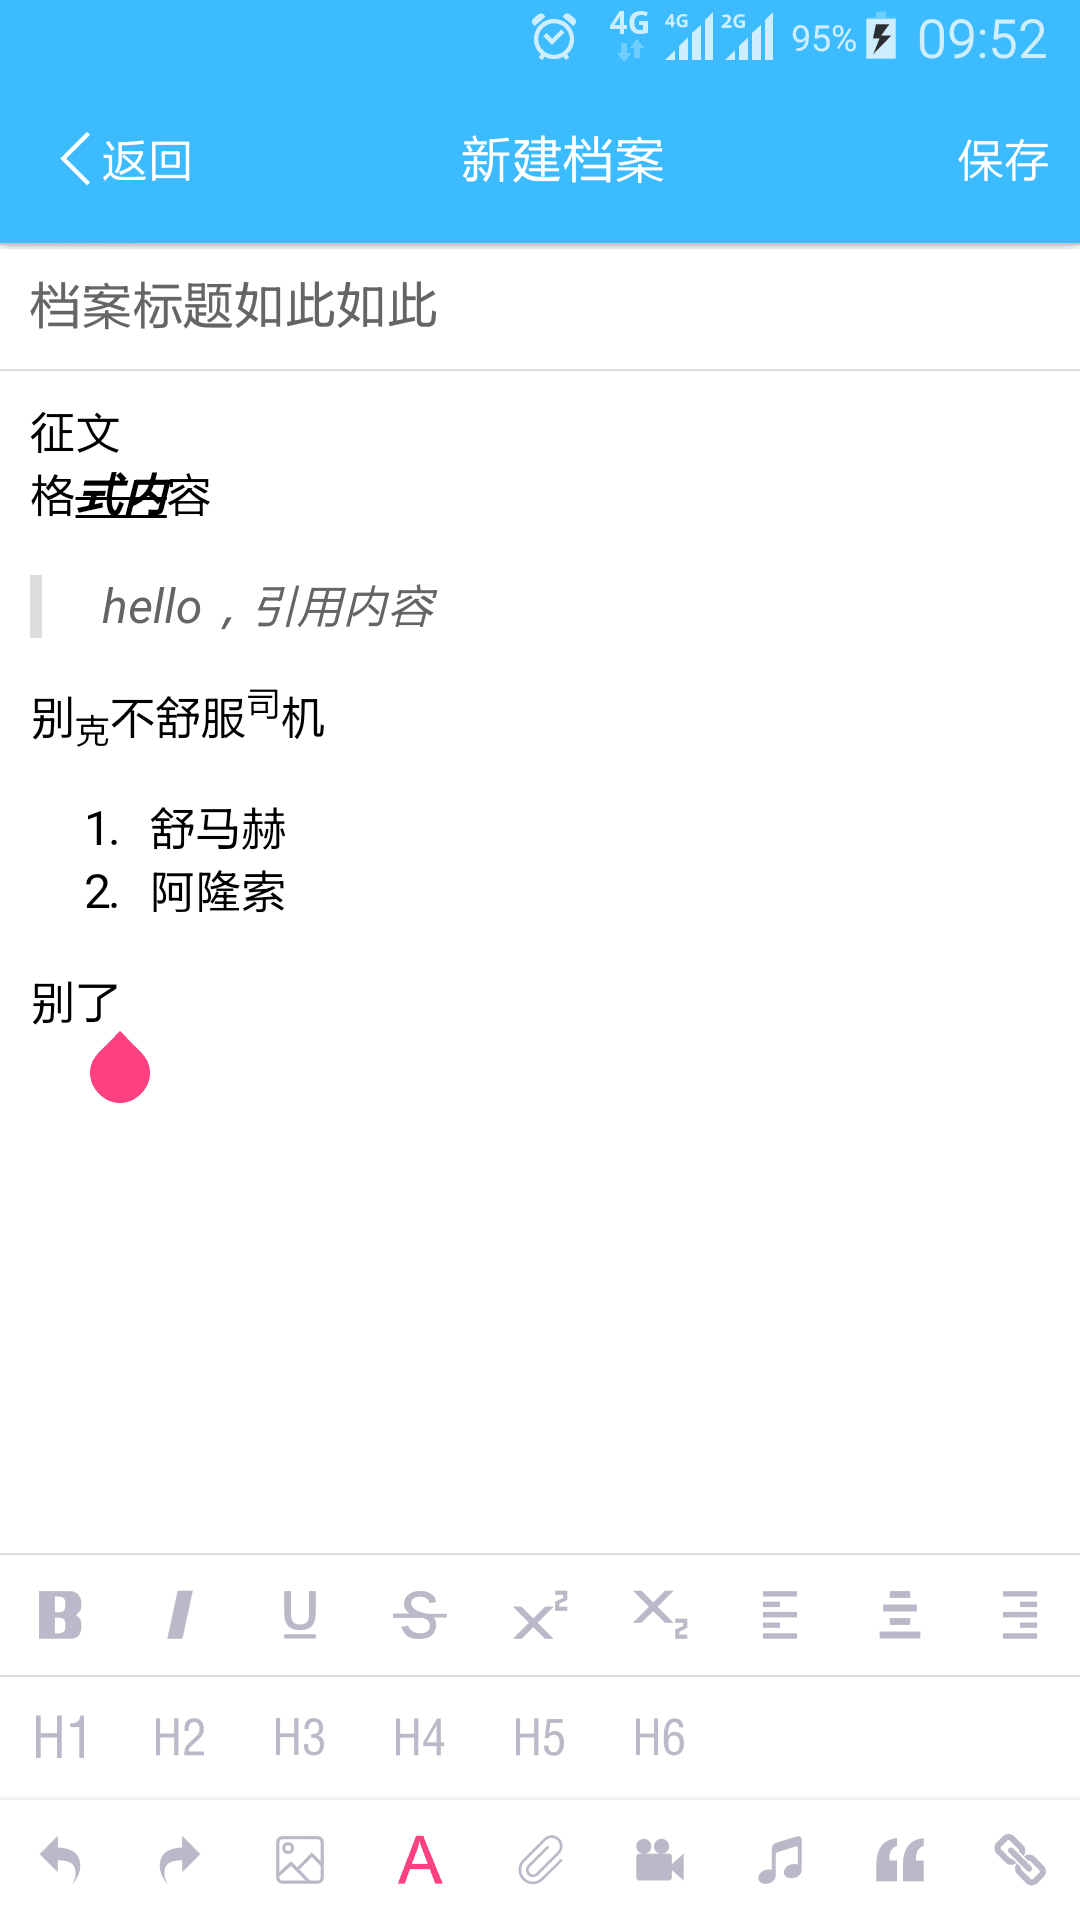 4G 4G 2G 95% 09:52
返回 新建档案 保存
档案标题如此如此
征文
格式内容
hello，引用内容
别克不舒服司机
1. 舒马赫
2. 阿隆索
别了
B I U S x² x₂
H1 H2 H3 H4 H5 H6
A